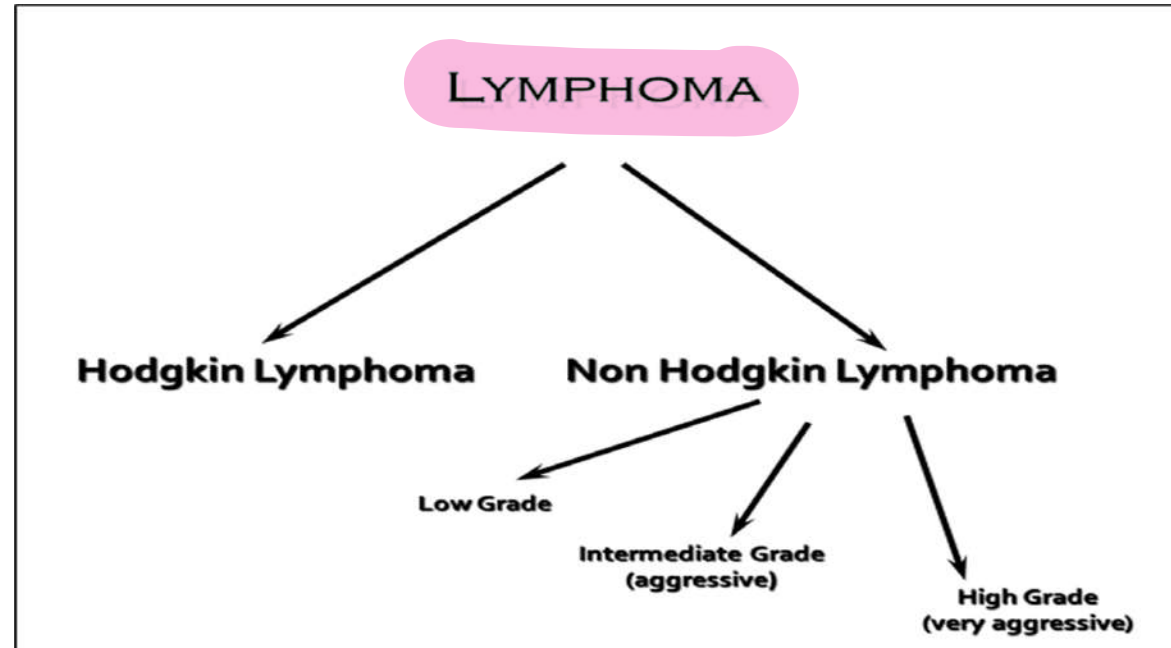 LYMPHOMA
Hodgkin Lymphoma
Non Hodgkin Lymphoma
Low Grade
Intermediate Grade
(aggressive)
High Grade
(very aggressive)